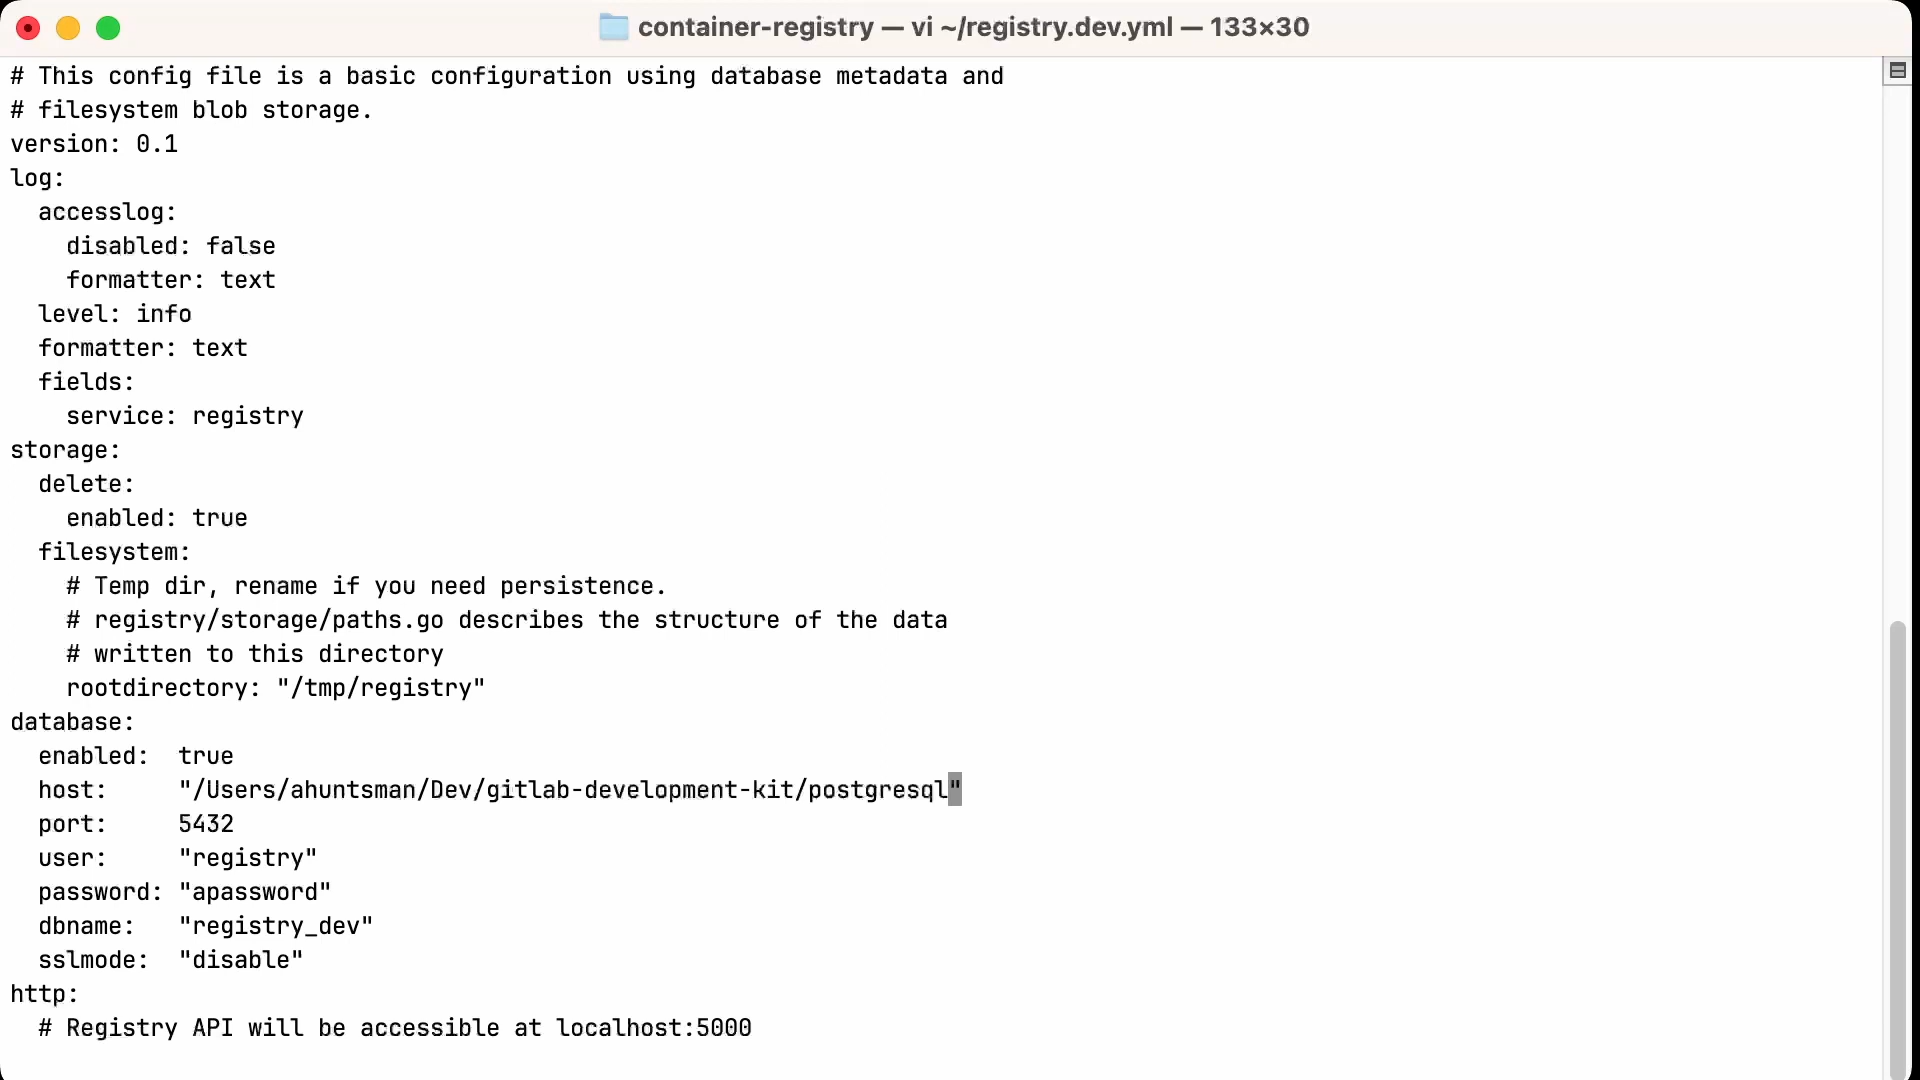 container-registry — vi ~/registry.dev.yml — 133×30
# This config file is a basic configuration using database metadata and
# filesystem blob storage.
version: 0.1
log:
  accesslog:
    disabled: false
    formatter: text
  level: info
  formatter: text
  fields:
    service: registry
storage:
  delete:
    enabled: true
  filesystem:
    # Temp dir, rename if you need persistence.
    # registry/storage/paths.go describes the structure of the data
    # written to this directory
    rootdirectory: "/tmp/registry"
database:
  enabled:  true
  host:     "/Users/ahuntsman/Dev/gitlab-development-kit/postgresql"
  port:     5432
  user:     "registry"
  password: "apassword"
  dbname:   "registry_dev"
  sslmode:  "disable"
http:
  # Registry API will be accessible at localhost:5000